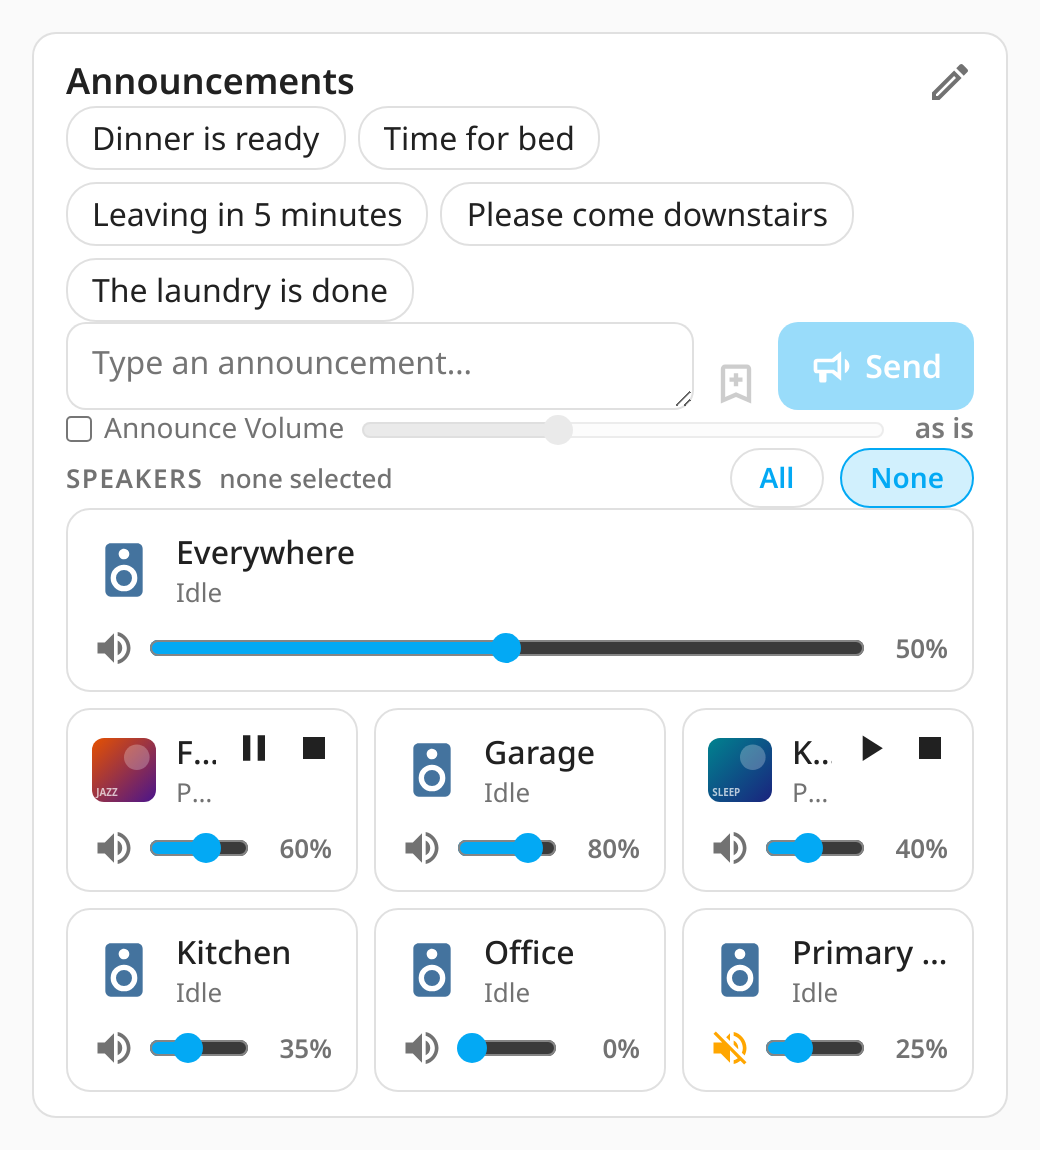 Announcements
Dinner is ready
Time for bed
Leaving in 5 minutes
Please come downstairs
The laundry is done
Type an announcement...
Send
Announce Volume
as is
SPEAKERS none selected
All
None
Everywhere
Idle
50%
F...
P...
JAZZ
60%
Garage
Idle
80%
K...
P...
SLEEP
40%
Kitchen
Idle
35%
Office
Idle
0%
Primary ...
Idle
25%